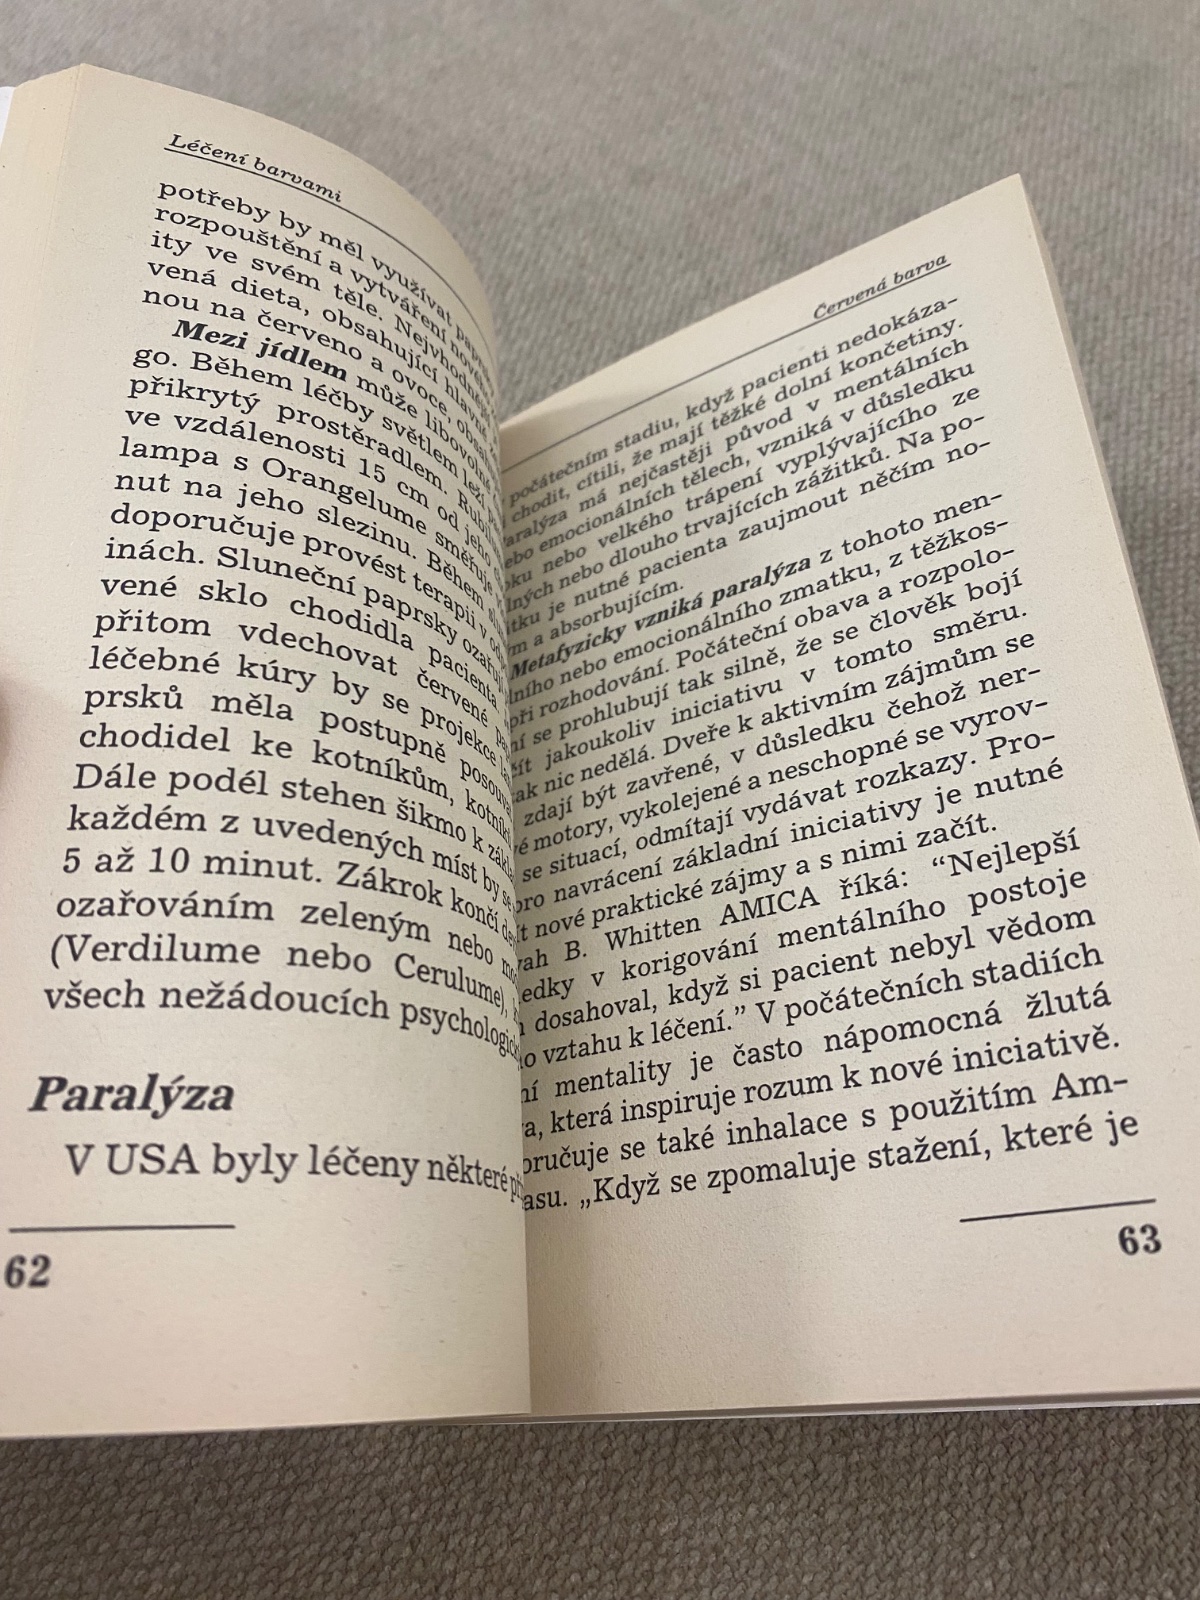 Léčení barvami
potřeby by měl využívat
rozpouštění a vytváření nového
ity ve svém těle. Nejvhodnější
vená dieta, obsahující hlavně
nou na červeno a ovoce,
Mezi jídlem může libovolně
go. Během léčby světlem leží
přikrytý prostěradlem.
ve vzdálenosti 15 cm od jeho
lampa s Orangelume směřuje
nut na jeho slezinu. Během
doporučuje provést terapii v
inách. Sluneční paprsky ozařují
vené sklo chodidla pacienta
přitom vdechovat červené
léčebné kúry by se projekce
prsků měla postupně
chodidel ke kotníkům,
Dále podél stehen šikmo k
každém z uvedených míst by se
5 až 10 minut. Zákrok končí
ozařováním zeleným nebo
(Verdilume nebo Cerulume),
všech nežádoucích
Paralýza
V USA byly léčeny některé
62
Červená barva
počátečním stadiu, když pacienti nedokáza-
chodit, cítili, že mají těžké dolní končetiny.
má nejčastěji původ v mentálních
emocionálních tělech, vzniká v důsledku
nebo velkého trápení vyplývajícího ze
nebo dlouho trvajících zážitků. Na po-
je nutné pacienta zaujmout něčím no-
a absorbujícím.
Metafyzicky vzniká paralýza z tohoto men-
nebo emocionálního zmatku, z těžkos-
při rozhodování. Počáteční obava a rozpolo-
se prohlubují tak silně, že se člověk bojí
jakoukoliv iniciativu v tomto směru.
nic nedělá. Dveře k aktivním zájmům se
zdají být zavřené, v důsledku čehož ner-
motory, vykolejené a neschopné se vyrov-
se situací, odmítají vydávat rozkazy. Pro-
pro navrácení základní iniciativy je nutné
nové praktické zájmy a s nimi začít.
B. Whitten AMICA říká: “Nejlepší
v korigování mentálního postoje
dosahoval, když si pacient nebyl vědom
vztahu k léčení.” V počátečních stadiích
mentality je často nápomocná žlutá
která inspiruje rozum k nové iniciativě.
se také inhalace s použitím Am-
„Když se zpomaluje stažení, které je
63